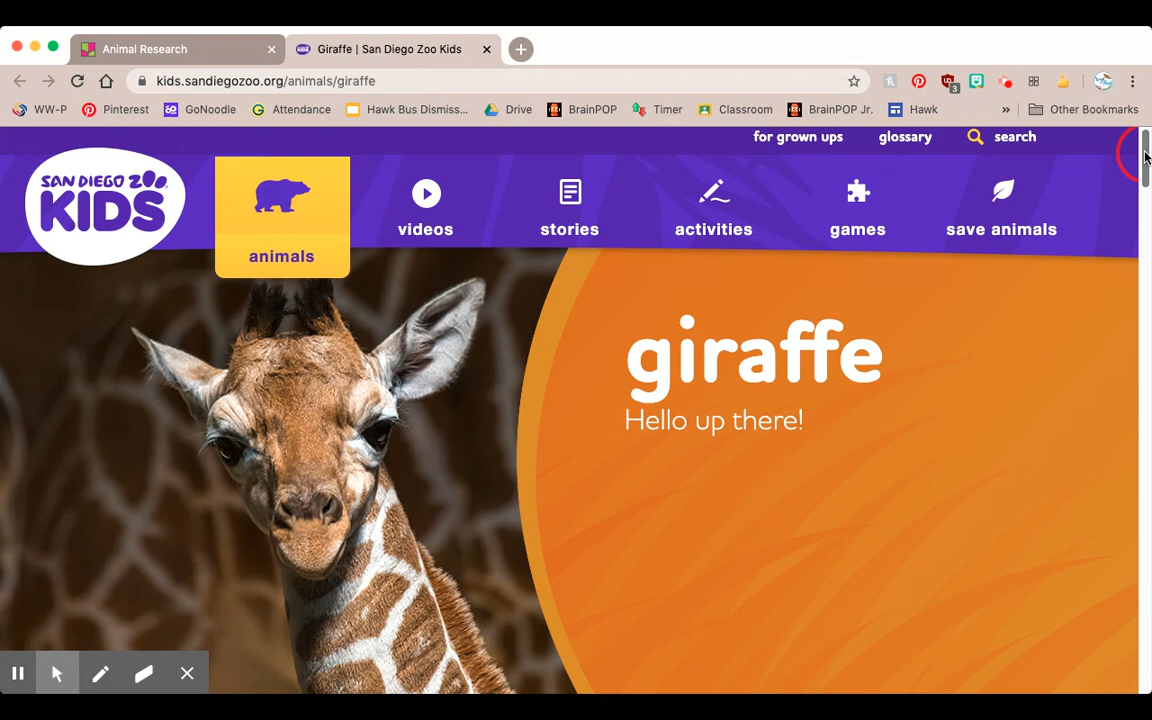 Animal Research
Giraffe | San Diego Zoo Kids
kids.sandiegozoo.org/animals/giraffe
3
WW-P Pinterest GoNoodle Attendance Hawk Bus Dismiss... Drive BrainPOP Timer Classroom BrainPOP Jr. Hawk » Other Bookmarks
for grown ups glossary search
SAN DIEGO ZOO
KIDS
animals
videos stories activities games save animals
giraffe
Hello up there!